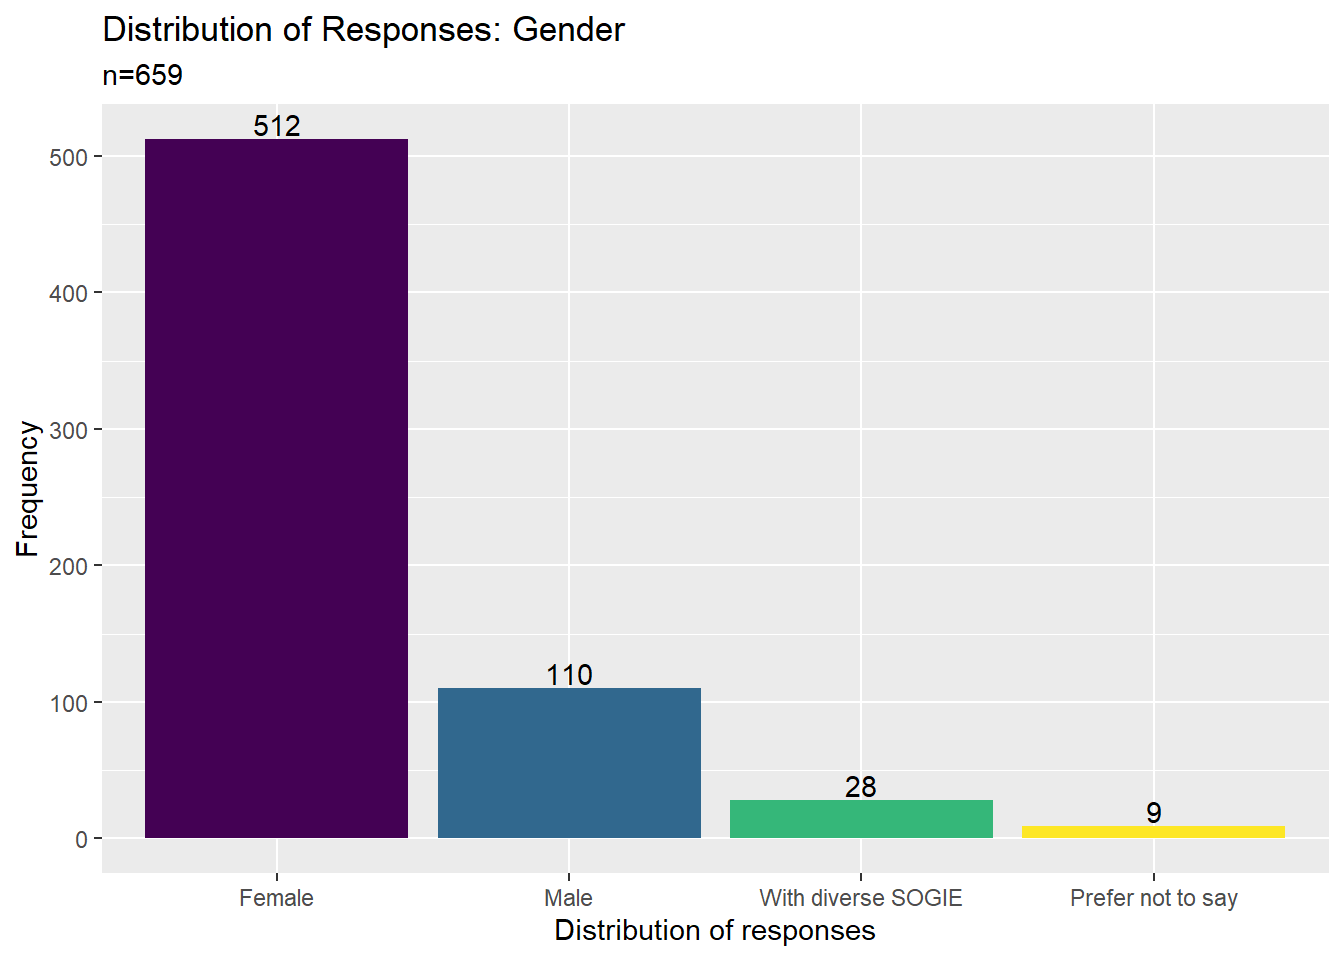 Distribution of Responses: Gender
n=659
512
110
28
9
500
400
300
200
100
0
Frequency
Female
Male
With diverse SOGIE
Prefer not to say
Distribution of responses